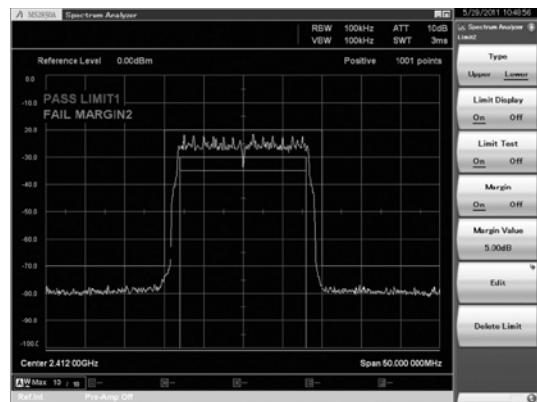 MS2830A Spectrum Analyzer
5/29/2011 10:48:56
RBW 100kHz ATT 10dB
VBW 100kHz SWT 3ms
Spectrum Analyzer
Limit2
Reference Level 0.00dBm Positive 1001 points
Type
Upper Lower
0.0
PASS LIMIT1
-10.0
FAIL MARGIN2
Limit Display
On Off
20.0
Limit Test
On Off
-30.0
-40.0
Margin
On Off
-60.0
Margin Value
5.00dB
-70.0
Edit
-80.0
-90.0
Delete Limit
-100.0
Center 2.412 00GHz Span 50.000 000MHz
Max 10 / 10
Ref.Int Pre-Amp Off